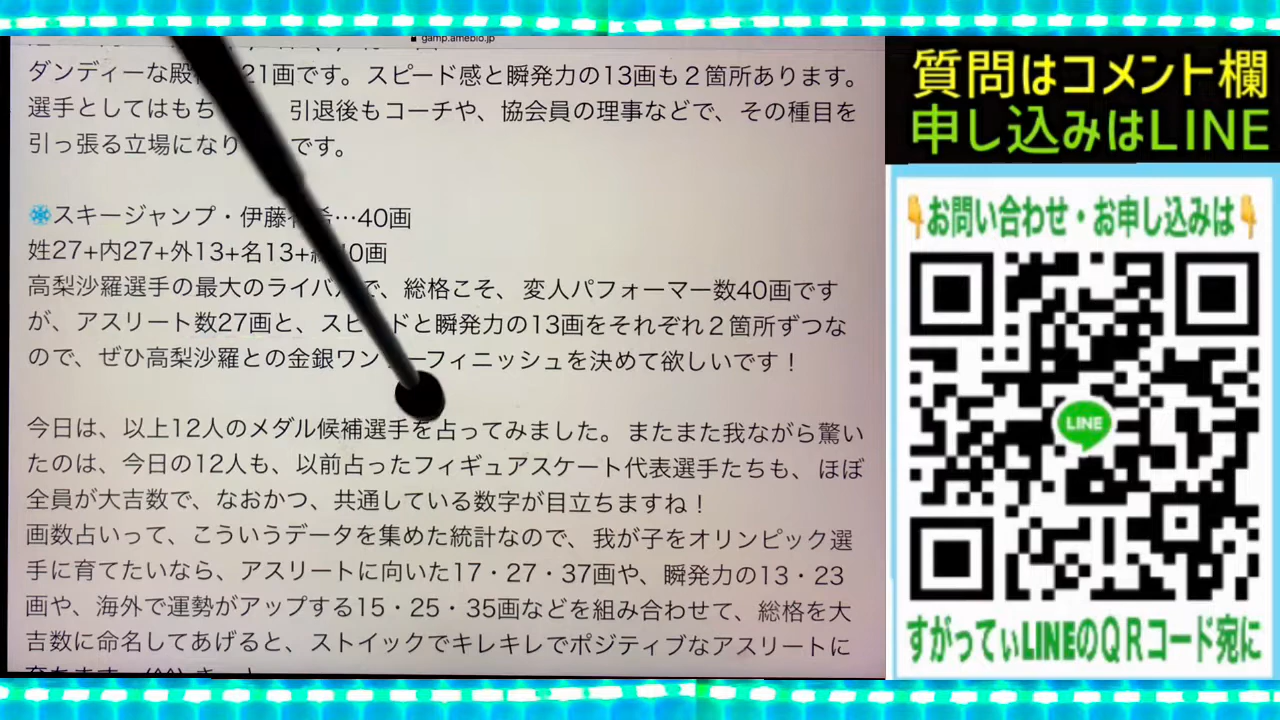 gamp.ameblo.jp
ダンディーな殿 21画です。スピード感と瞬発力の13画も２箇所あります。
選手としてはもち 引退後もコーチや、協会員の理事などで、その種目を
引っ張る立場になり です。
スキージャンプ・伊藤 希…40画
姓27+内27+外13+名13+ 40画
高梨沙羅選手の最大のライバルで、総格こそ、変人パフォーマー数40画です
が、アスリート数27画と、スピードと瞬発力の13画をそれぞれ２箇所ずつな
ので、ぜひ高梨沙羅との金銀ワン ーフィニッシュを決めて欲しいです！
今日は、以上12人のメダル候補選手を占ってみました。またまた我ながら驚い
たのは、今日の12人も、以前占ったフィギュアスケート代表選手たちも、ほぼ
全員が大吉数で、なおかつ、共通している数字が目立ちますね！
画数占いって、こういうデータを集めた統計なので、我が子をオリンピック選
手に育てたいなら、アスリートに向いた17・27・37画や、瞬発力の13・23
画や、海外で運勢がアップする15・25・35画などを組み合わせて、総格を大
吉数に命名してあげると、ストイックでキレキレでポジティブなアスリートに
質問はコメント欄
申し込みはLINE
お問い合わせ・お申し込みは
LINE
すがってぃLINEのＱＲコード宛に